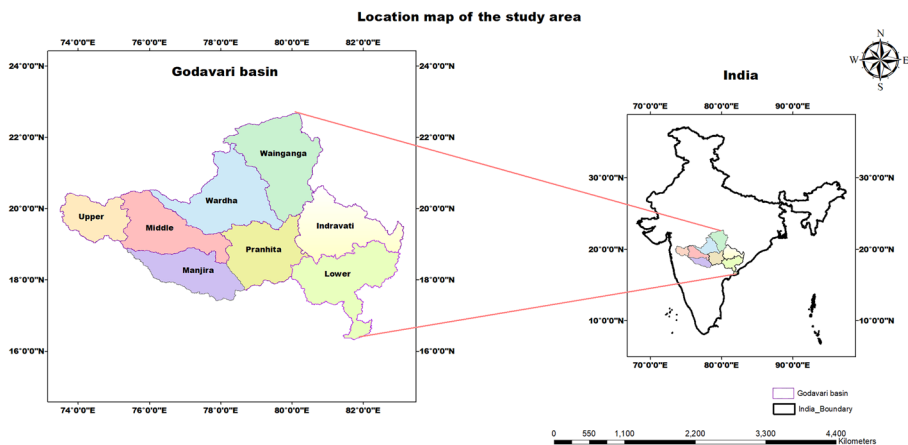 Location map of the study area
N
W E
S
74°0'0"E 76°0'0"E 78°0'0"E 80°0'0"E 82°0'0"E
24°0'0"N 24°0'0"N
Godavari basin
India
70°0'0"E 80°0'0"E 90°0'0"E
22°0'0"N 22°0'0"N
Wainganga
30°0'0"N 30°0'0"N
Wardha
20°0'0"N 20°0'0"N
Upper
Middle
Indravati
Pranhita
20°0'0"N 20°0'0"N
Manjira
Lower
18°0'0"N 18°0'0"N
10°0'0"N 10°0'0"N
16°0'0"N 16°0'0"N
70°0'0"E 80°0'0"E 90°0'0"E
74°0'0"E 76°0'0"E 78°0'0"E 80°0'0"E 82°0'0"E
Godavari basin
India_Boundary
0 550 1,100 2,200 3,300 4,400
Kilometers